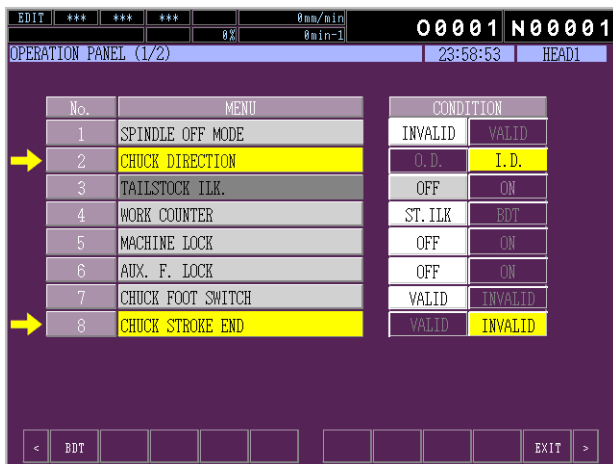 EDIT *** *** *** 0mm/min O0001 N00001
0% 0min-1
OPERATION PANEL (1/2) 23:58:53 HEAD1
No. MENU CONDITION
1 SPINDLE OFF MODE INVALID VALID
2 CHUCK DIRECTION O.D. I.D.
3 TAILSTOCK ILK. OFF ON
4 WORK COUNTER ST.ILK BDT
5 MACHINE LOCK OFF ON
6 AUX. F. LOCK OFF ON
7 CHUCK FOOT SWITCH VALID INVALID
8 CHUCK STROKE END VALID INVALID
< BDT EXIT >